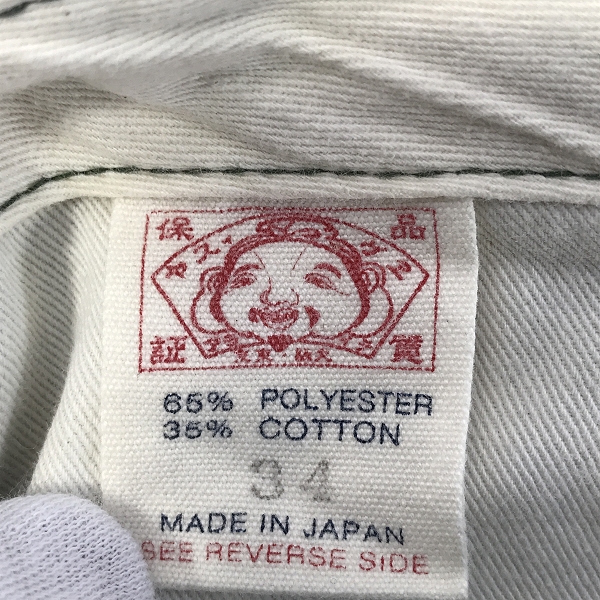 保 品
証 質
65% POLYESTER
35% COTTON
34
MADE IN JAPAN
SEE REVERSE SIDE